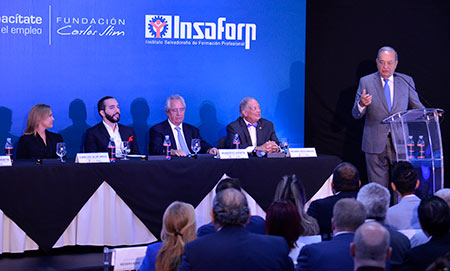 pacítate
el empleo
FUNDACIÓN
Carlos Slim
Insaforp
Instituto Salvadoreño de Formación Profesional